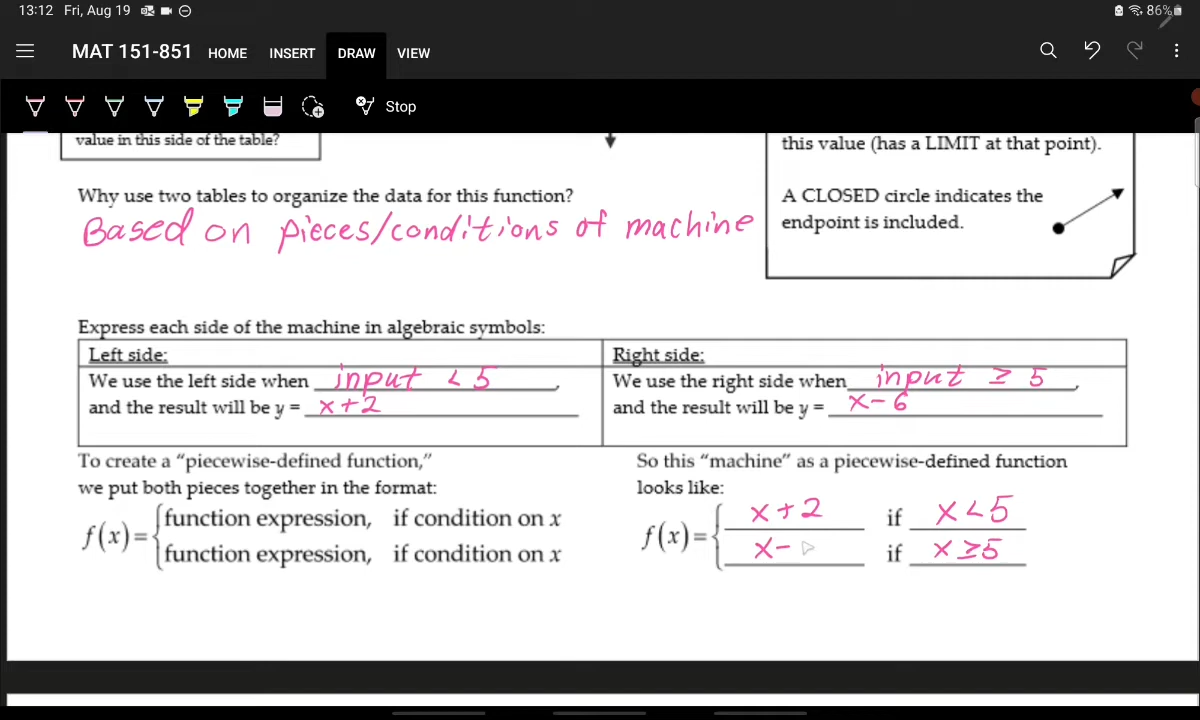 13:12 Fri, Aug 19 86%
MAT 151-851 HOME INSERT DRAW VIEW
Stop
value in this side of the table?
this value (has a LIMIT at that point).
Why use two tables to organize the data for this function?
Based on pieces/conditions of machine
A CLOSED circle indicates the
endpoint is included.
Express each side of the machine in algebraic symbols:
Left side:
We use the left side when input < 5,
and the result will be y = x+2
Right side:
We use the right side when input ≥ 5,
and the result will be y = x-6
To create a “piecewise-defined function,”
we put both pieces together in the format:
f(x)={function expression, if condition on x
function expression, if condition on x
So this “machine” as a piecewise-defined function
looks like:
f(x)={x+2 if x<5
x- if x≥5